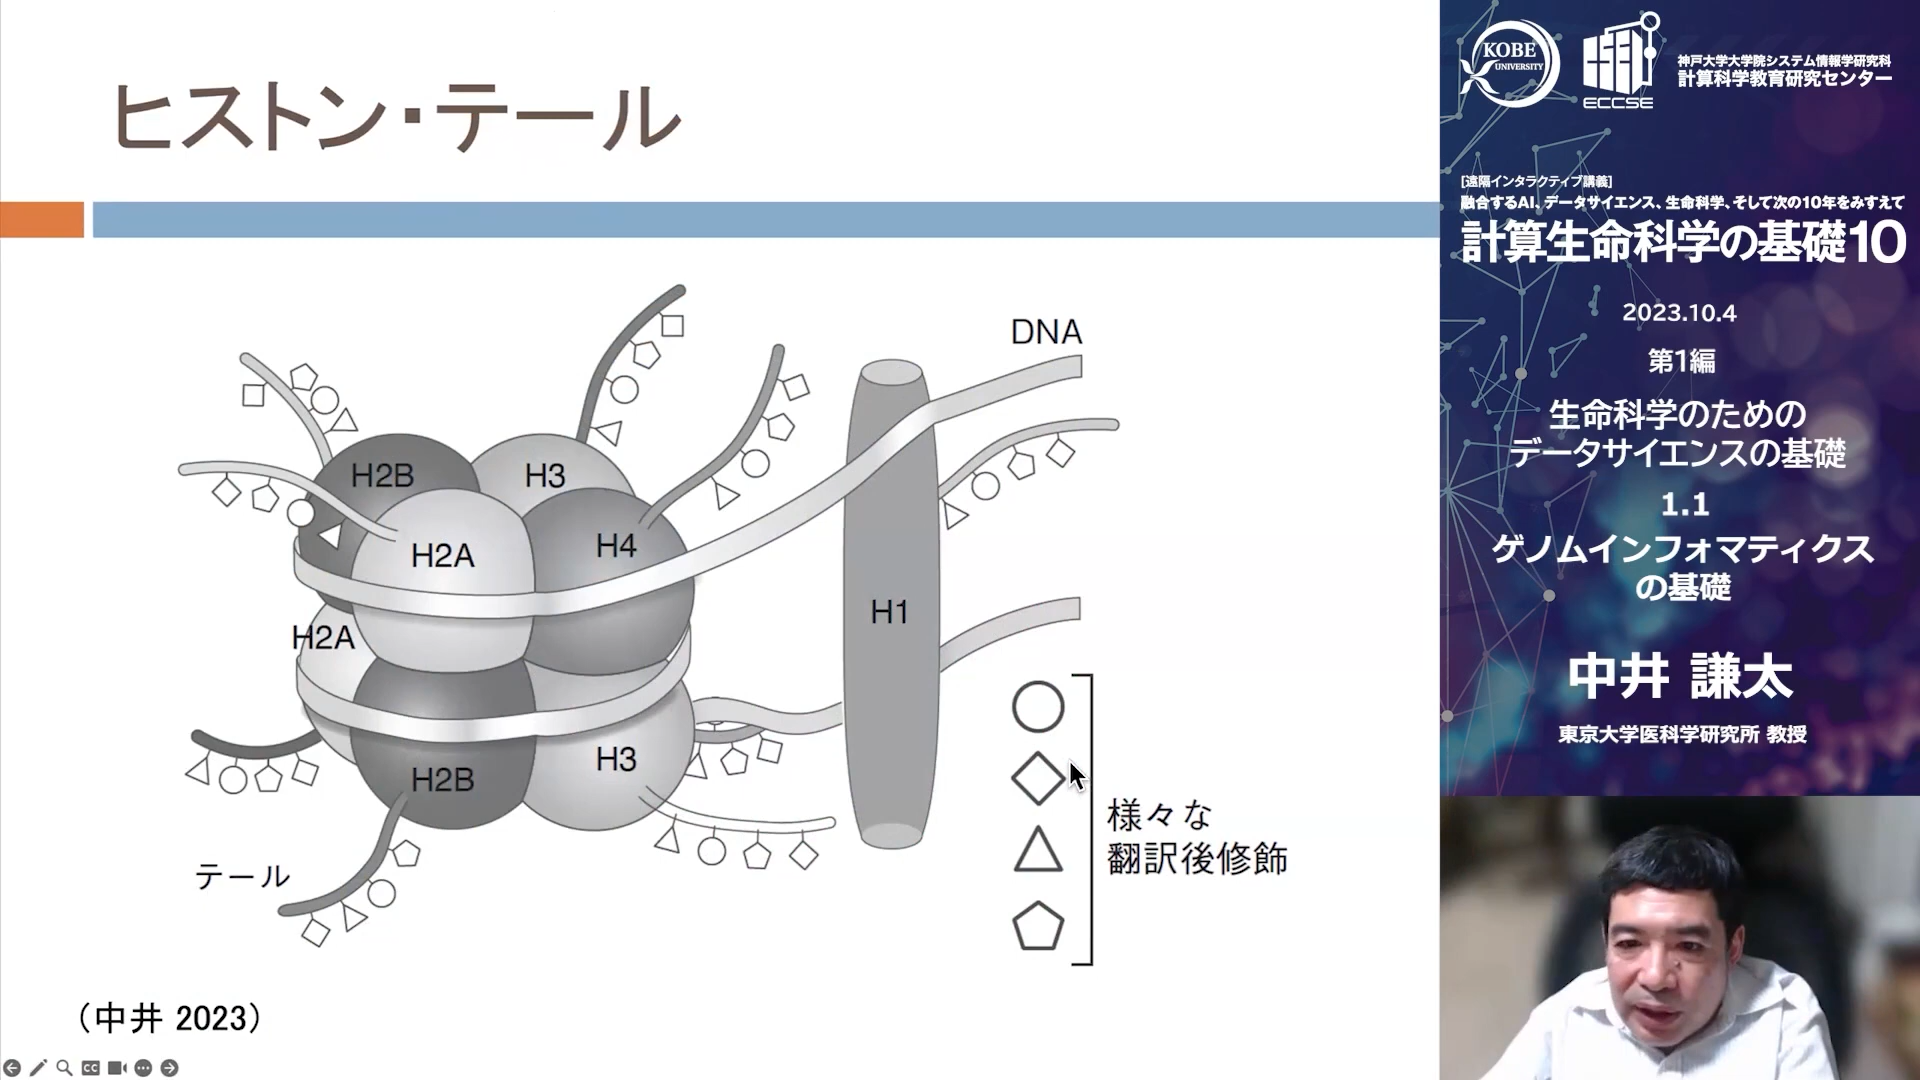 ヒストン・テール
DNA
H2B
H3
H2A
H4
H2A
H1
H2B
H3
テール
様々な
翻訳後修飾
（中井 2023）
CC
KOBE
UNIVERSITY
ECCSE
神戸大学大学院システム情報学研究科
計算科学教育研究センター
[遠隔インタラクティブ講義]
融合するAI、データサイエンス、生命科学、そして次の10年をみすえて
計算生命科学の基礎10
2023.10.4
第1編
生命科学のための
データサイエンスの基礎
1.1
ゲノムインフォマティクス
の基礎
中井 謙太
東京大学医科学研究所 教授